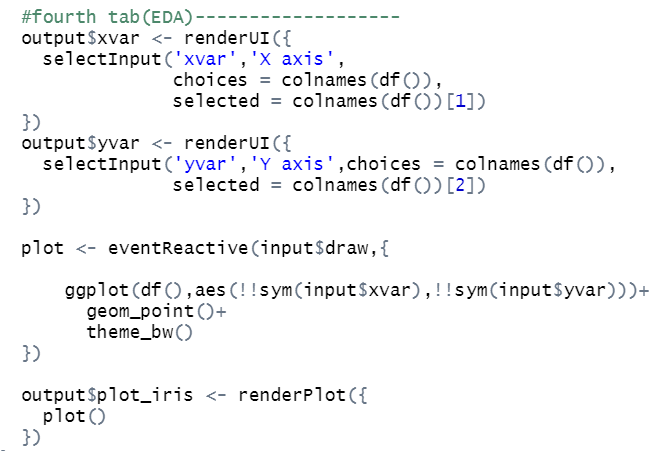 #fourth tab(EDA)-------------------
output$xvar <- renderUI({
  selectInput('xvar','X axis',
              choices = colnames(df()),
              selected = colnames(df())[1])
})
output$yvar <- renderUI({
  selectInput('yvar','Y axis',choices = colnames(df()),
              selected = colnames(df())[2])
})

plot <- eventReactive(input$draw,{

    ggplot(df(),aes(!!sym(input$xvar),!!sym(input$yvar)))+
      geom_point()+
      theme_bw()
})

output$plot_iris <- renderPlot({
  plot()
})